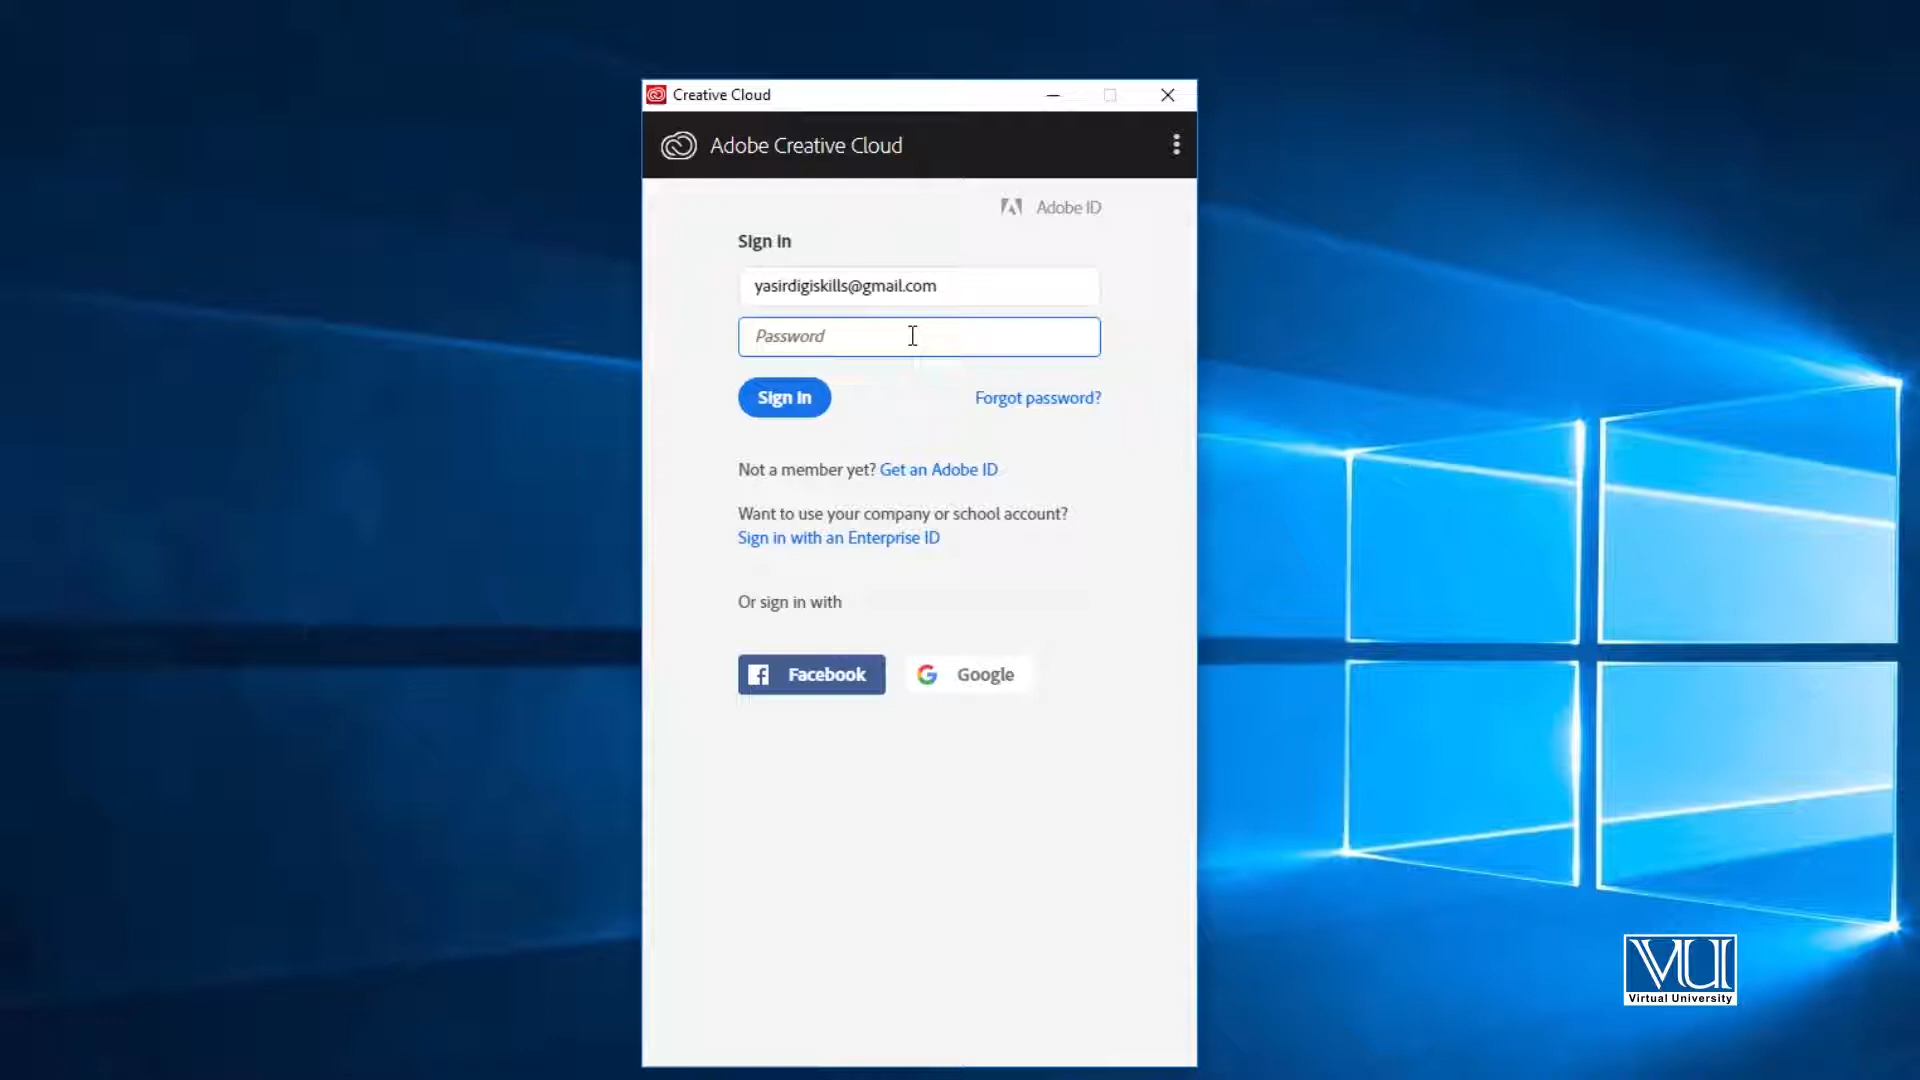 Creative Cloud
Adobe Creative Cloud
Adobe ID
Sign in
yasirdigiskills@gmail.com
Password
Sign in
Forgot password?
Not a member yet? Get an Adobe ID
Want to use your company or school account?
Sign in with an Enterprise ID
Or sign in with
Facebook
Google
VU
Virtual University